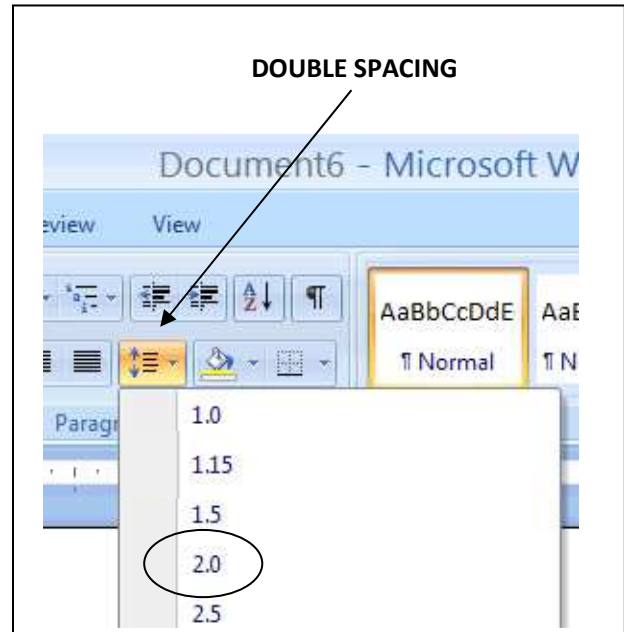 DOUBLE SPACING
Document6 - Microsoft W
eview View
AaBbCcDdE AaB
¶ Normal ¶ N
Paragr
1.0
1.15
1.5
2.0
2.5